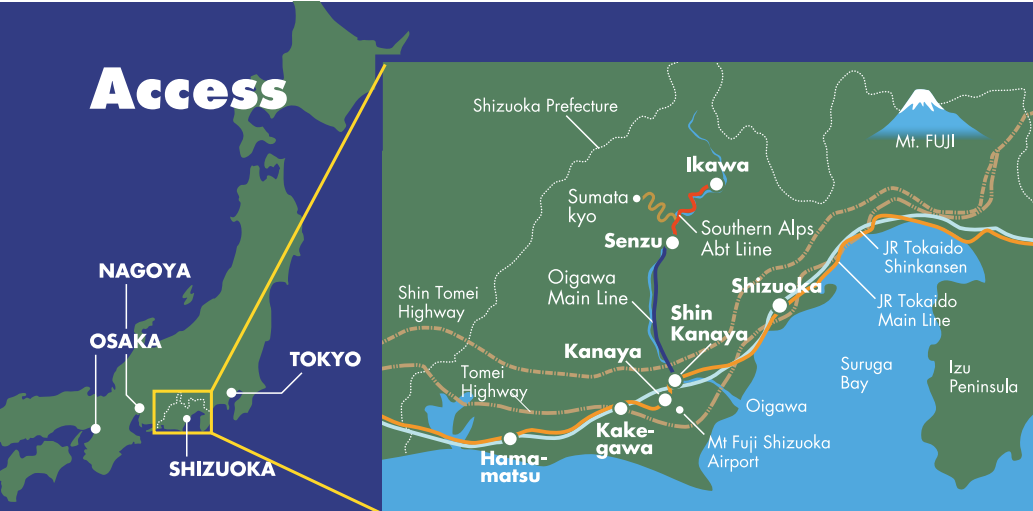 Access
NAGOYA
OSAKA
TOKYO
SHIZUOKA
Shizuoka Prefecture
Mt. FUJI
Ikawa
Sumata
kyo
Senzu
Southern Alps
Abt Liine
Oigawa
Main Line
Shin Tomei
Highway
Shizuoka
JR Tokaido
Shinkansen
JR Tokaido
Main Line
Shin
Kanaya
Kanaya
Tomei
Highway
Suruga
Bay
Izu
Peninsula
Oigawa
Kake-
gawa
Mt Fuji Shizuoka
Airport
Hama-
matsu